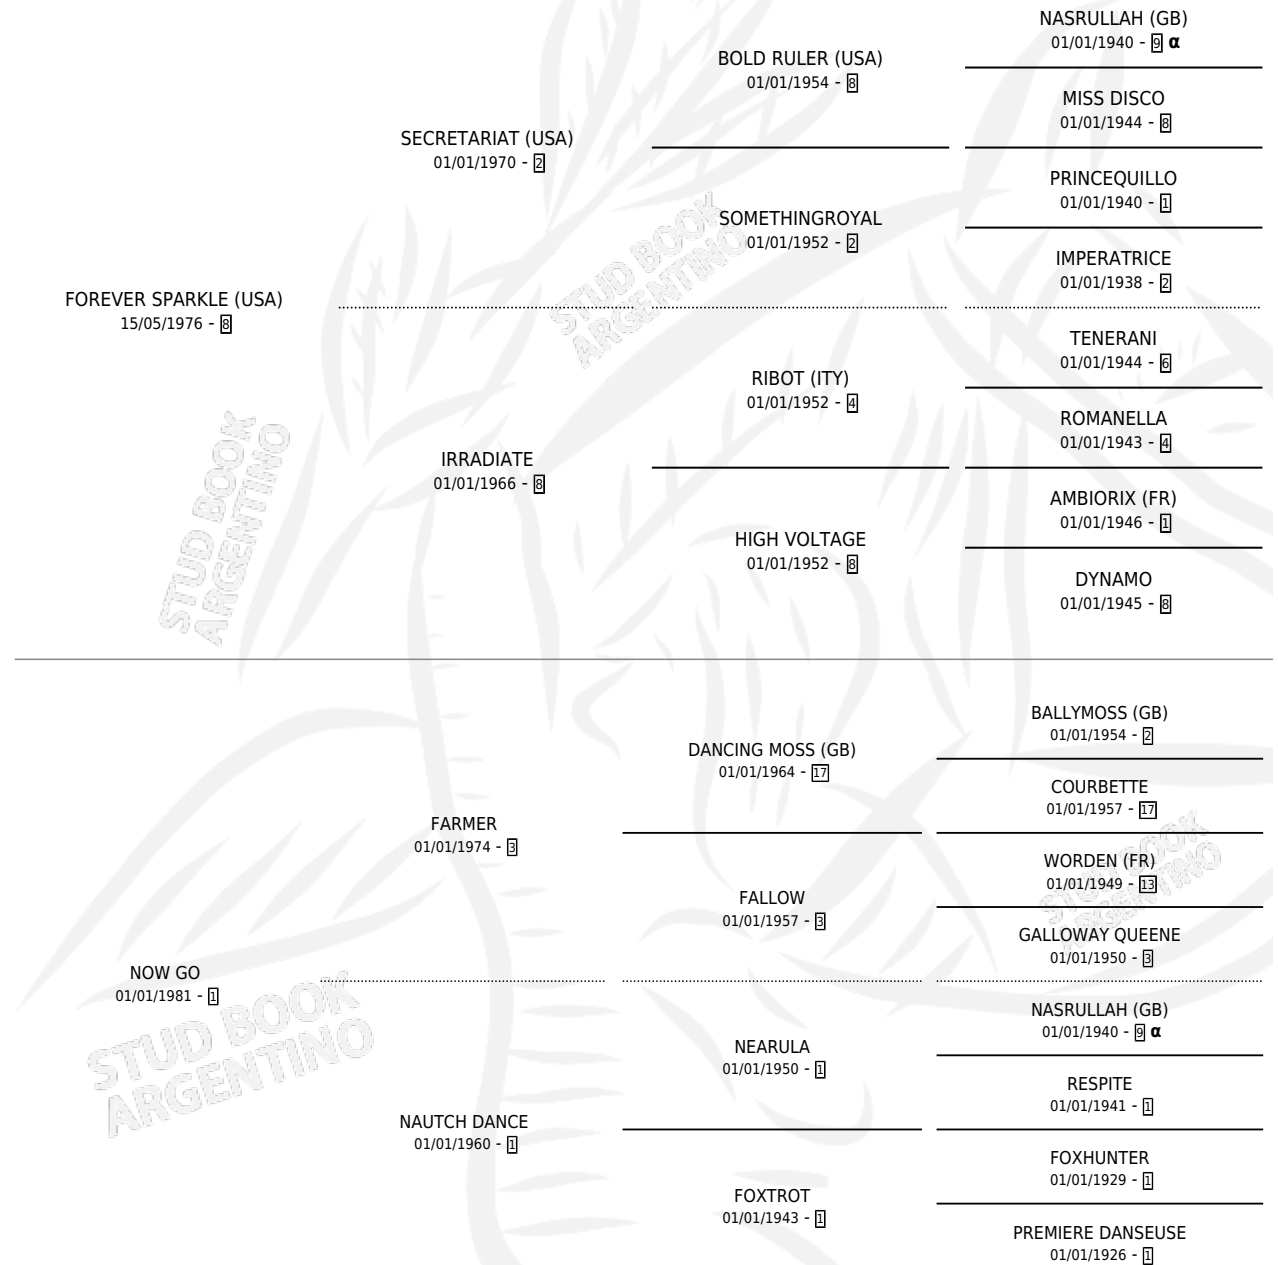 NASRULLAH (GB)
01/01/1940 - 9 α
BOLD RULER (USA)
01/01/1954 - 8
MISS DISCO
01/01/1944 - 8
SECRETARIAT (USA)
01/01/1970 - 2
PRINCEQUILLO
01/01/1940 - 1
SOMETHINGROYAL
01/01/1952 - 2
IMPERATRICE
01/01/1938 - 2
FOREVER SPARKLE (USA)
15/05/1976 - 8
TENERANI
01/01/1944 - 6
RIBOT (ITY)
01/01/1952 - 4
ROMANELLA
01/01/1943 - 4
IRRADIATE
01/01/1966 - 8
AMBIORIX (FR)
01/01/1946 - 1
HIGH VOLTAGE
01/01/1952 - 8
DYNAMO
01/01/1945 - 8
BALLYMOSS (GB)
01/01/1954 - 2
DANCING MOSS (GB)
01/01/1964 - 17
COURBETTE
01/01/1957 - 17
FARMER
01/01/1974 - 3
WORDEN (FR)
01/01/1949 - 13
FALLOW
01/01/1957 - 3
GALLOWAY QUEENE
01/01/1950 - 3
NOW GO
01/01/1981 - 1
NASRULLAH (GB)
01/01/1940 - 9 α
NEARULA
01/01/1950 - 1
RESPITE
01/01/1941 - 1
NAUTCH DANCE
01/01/1960 - 1
FOXHUNTER
01/01/1929 - 1
FOXTROT
01/01/1943 - 1
PREMIERE DANSEUSE
01/01/1926 - 1
STUD BOOK
ARGENTINO
STUD BOOK
ARGENTINO
STUD BOOK
ARGENTINO
STUD BOOK
ARGENTINO